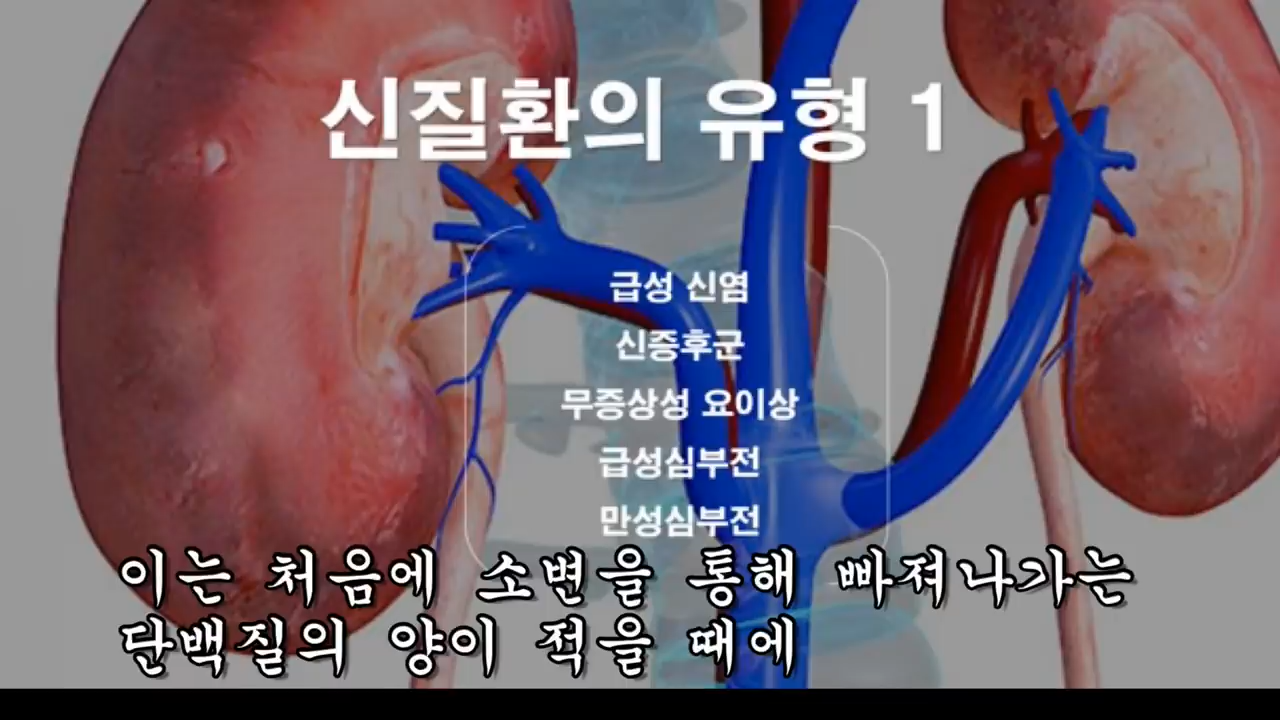 신질환의 유형 1
급성 신염
신증후군
무증상성 요이상
급성심부전
만성심부전
이는 처음에 소변을 통해 빠져나가는
단백질의 양이 적을 때에